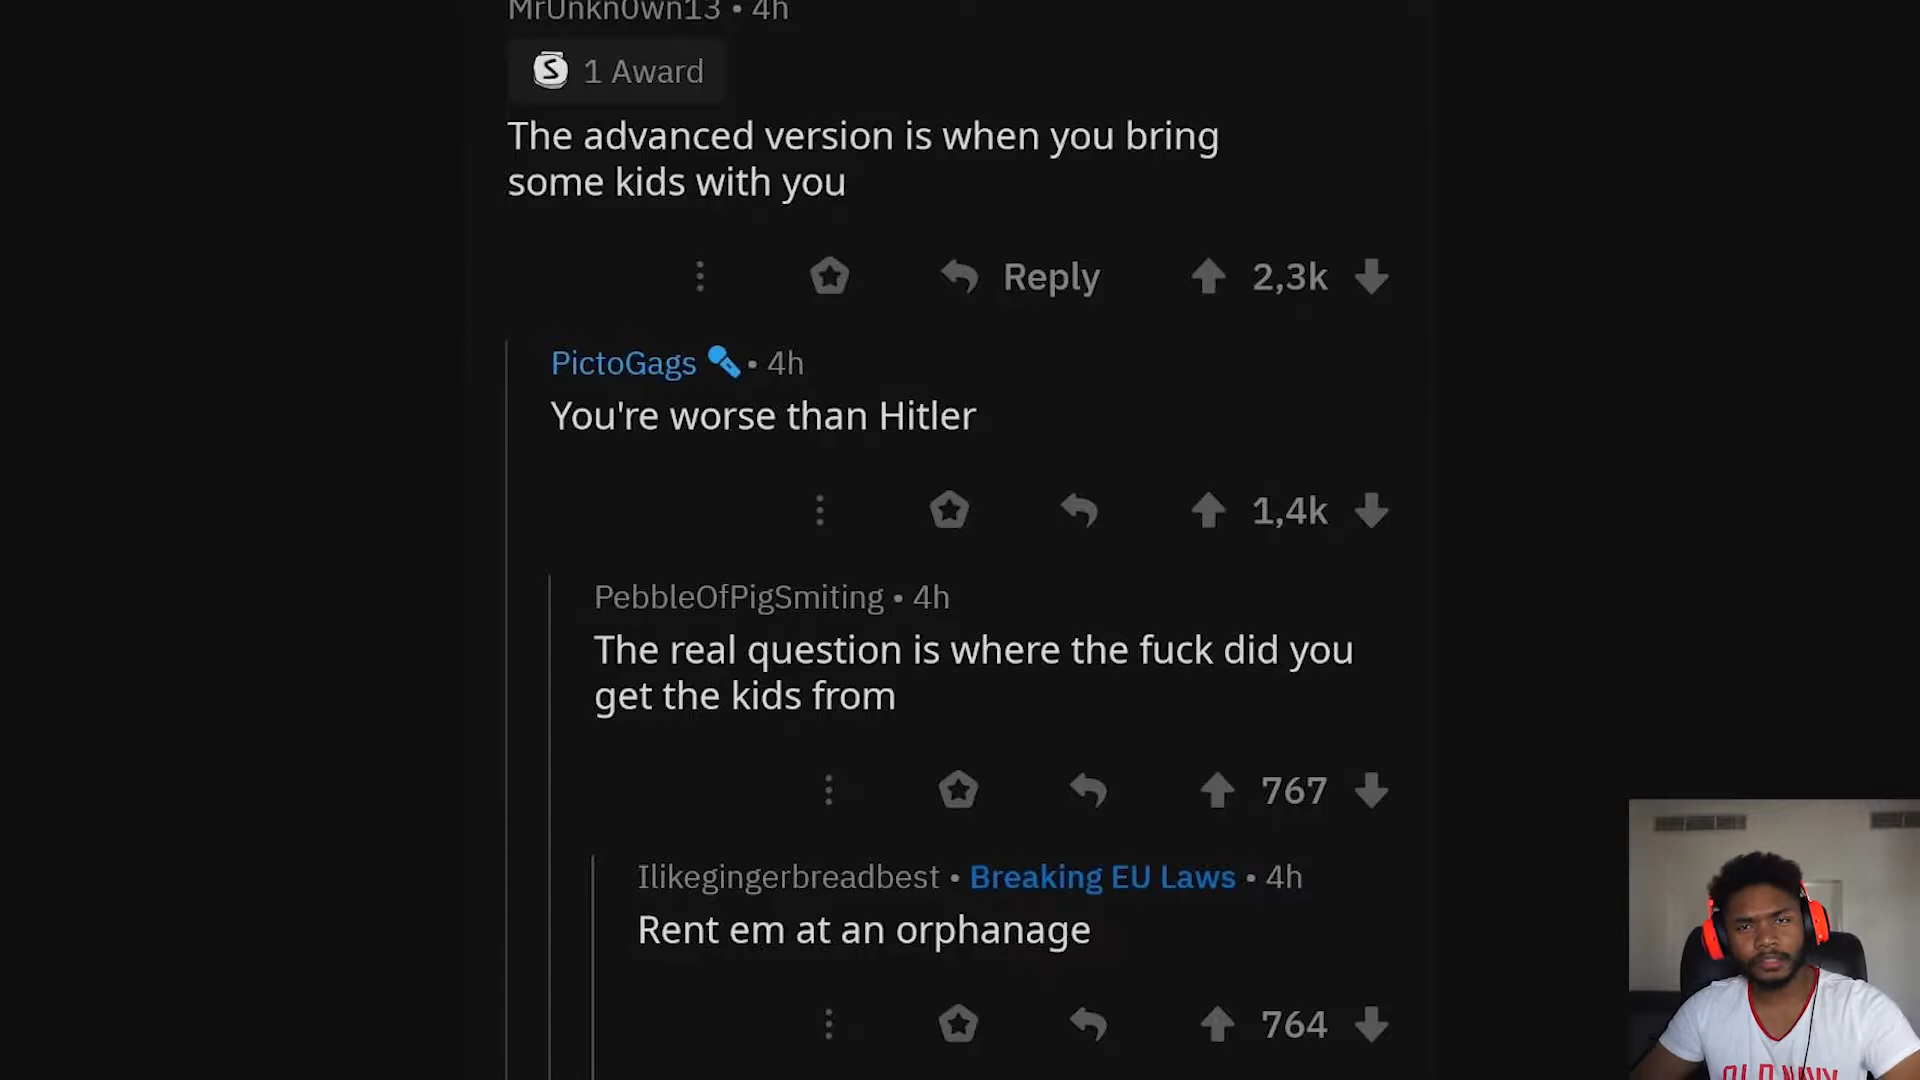 MrUnkn0wn13 • 4h
1 Award
The advanced version is when you bring
some kids with you
Reply 2,3k
PictoGags • 4h
You're worse than Hitler
1,4k
PebbleOfPigSmiting • 4h
The real question is where the fuck did you
get the kids from
767
Ilikegingerbreadbest • Breaking EU Laws • 4h
Rent em at an orphanage
764
OLD NAVY